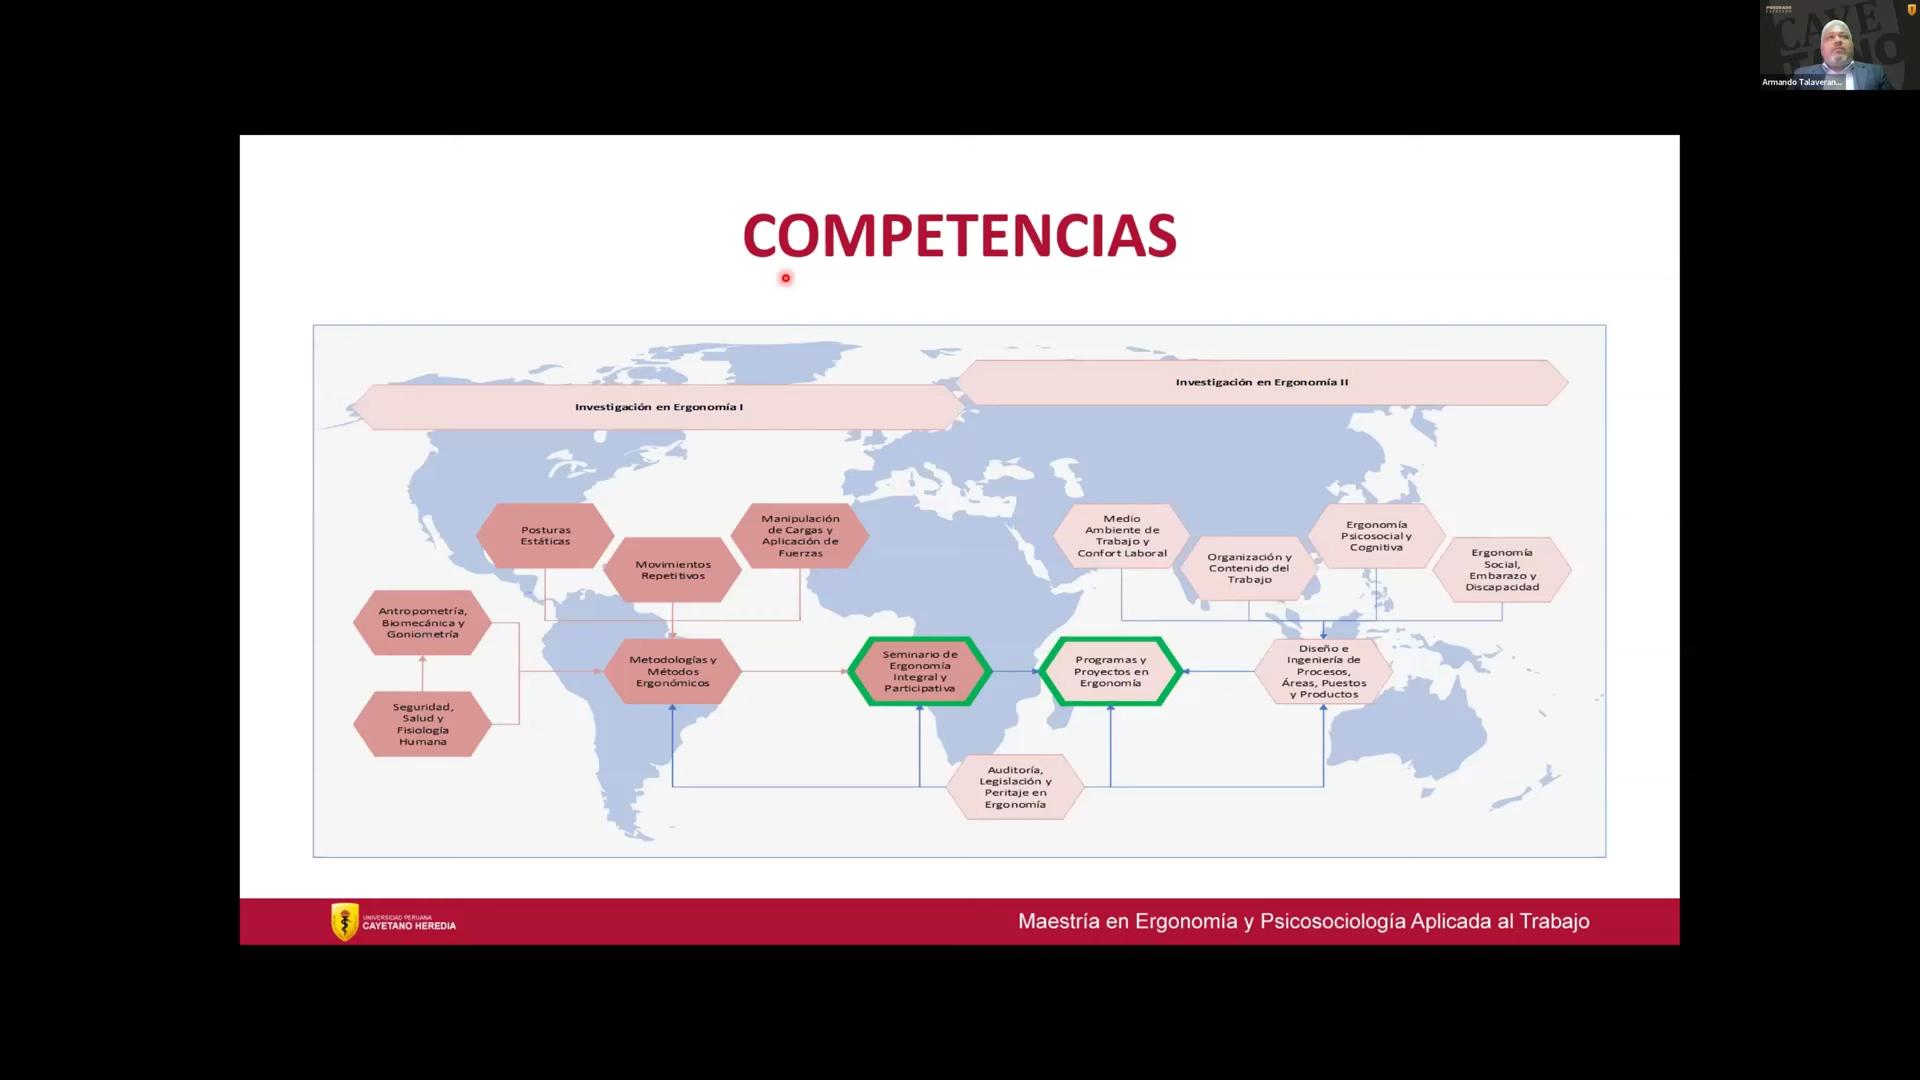 POSGRADO
CAYETANO
CAYE
TANO
Armando Talaveran...
COMPETENCIAS
Investigación en Ergonomía II
Investigación en Ergonomía I
Posturas
Estáticas
Movimientos
Repetitivos
Manipulación
de Cargas y
Aplicación de
Fuerzas
Medio
Ambiente de
Trabajo y
Confort Laboral
Organización y
Contenido del
Trabajo
Ergonomía
Psicosocial y
Cognitiva
Ergonomía
Social,
Embarazo y
Discapacidad
Antropometría,
Biomecánica y
Goniometría
Seguridad,
Salud y
Fisiología
Humana
Metodologías y
Métodos
Ergonómicos
Seminario de
Ergonomía
Integral y
Participativa
Programas y
Proyectos en
Ergonomía
Diseño e
Ingeniería de
Procesos,
Áreas, Puestos
y Productos
Auditoría,
Legislación y
Peritaje en
Ergonomía
UNIVERSIDAD PERUANA
CAYETANO HEREDIA
Maestría en Ergonomía y Psicosociología Aplicada al Trabajo